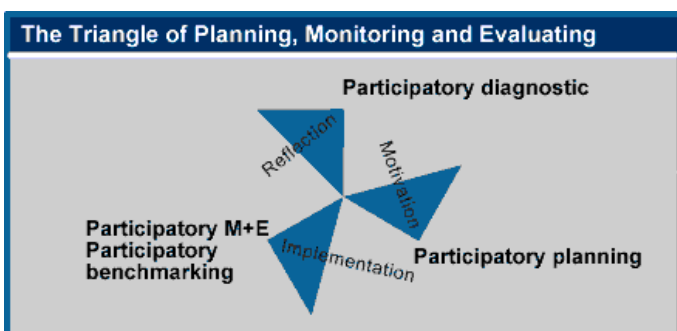 The Triangle of Planning, Monitoring and Evaluating
Participatory diagnostic
Reflection
Motivation
Participatory M+E
Participatory
benchmarking
Implementation
Participatory planning